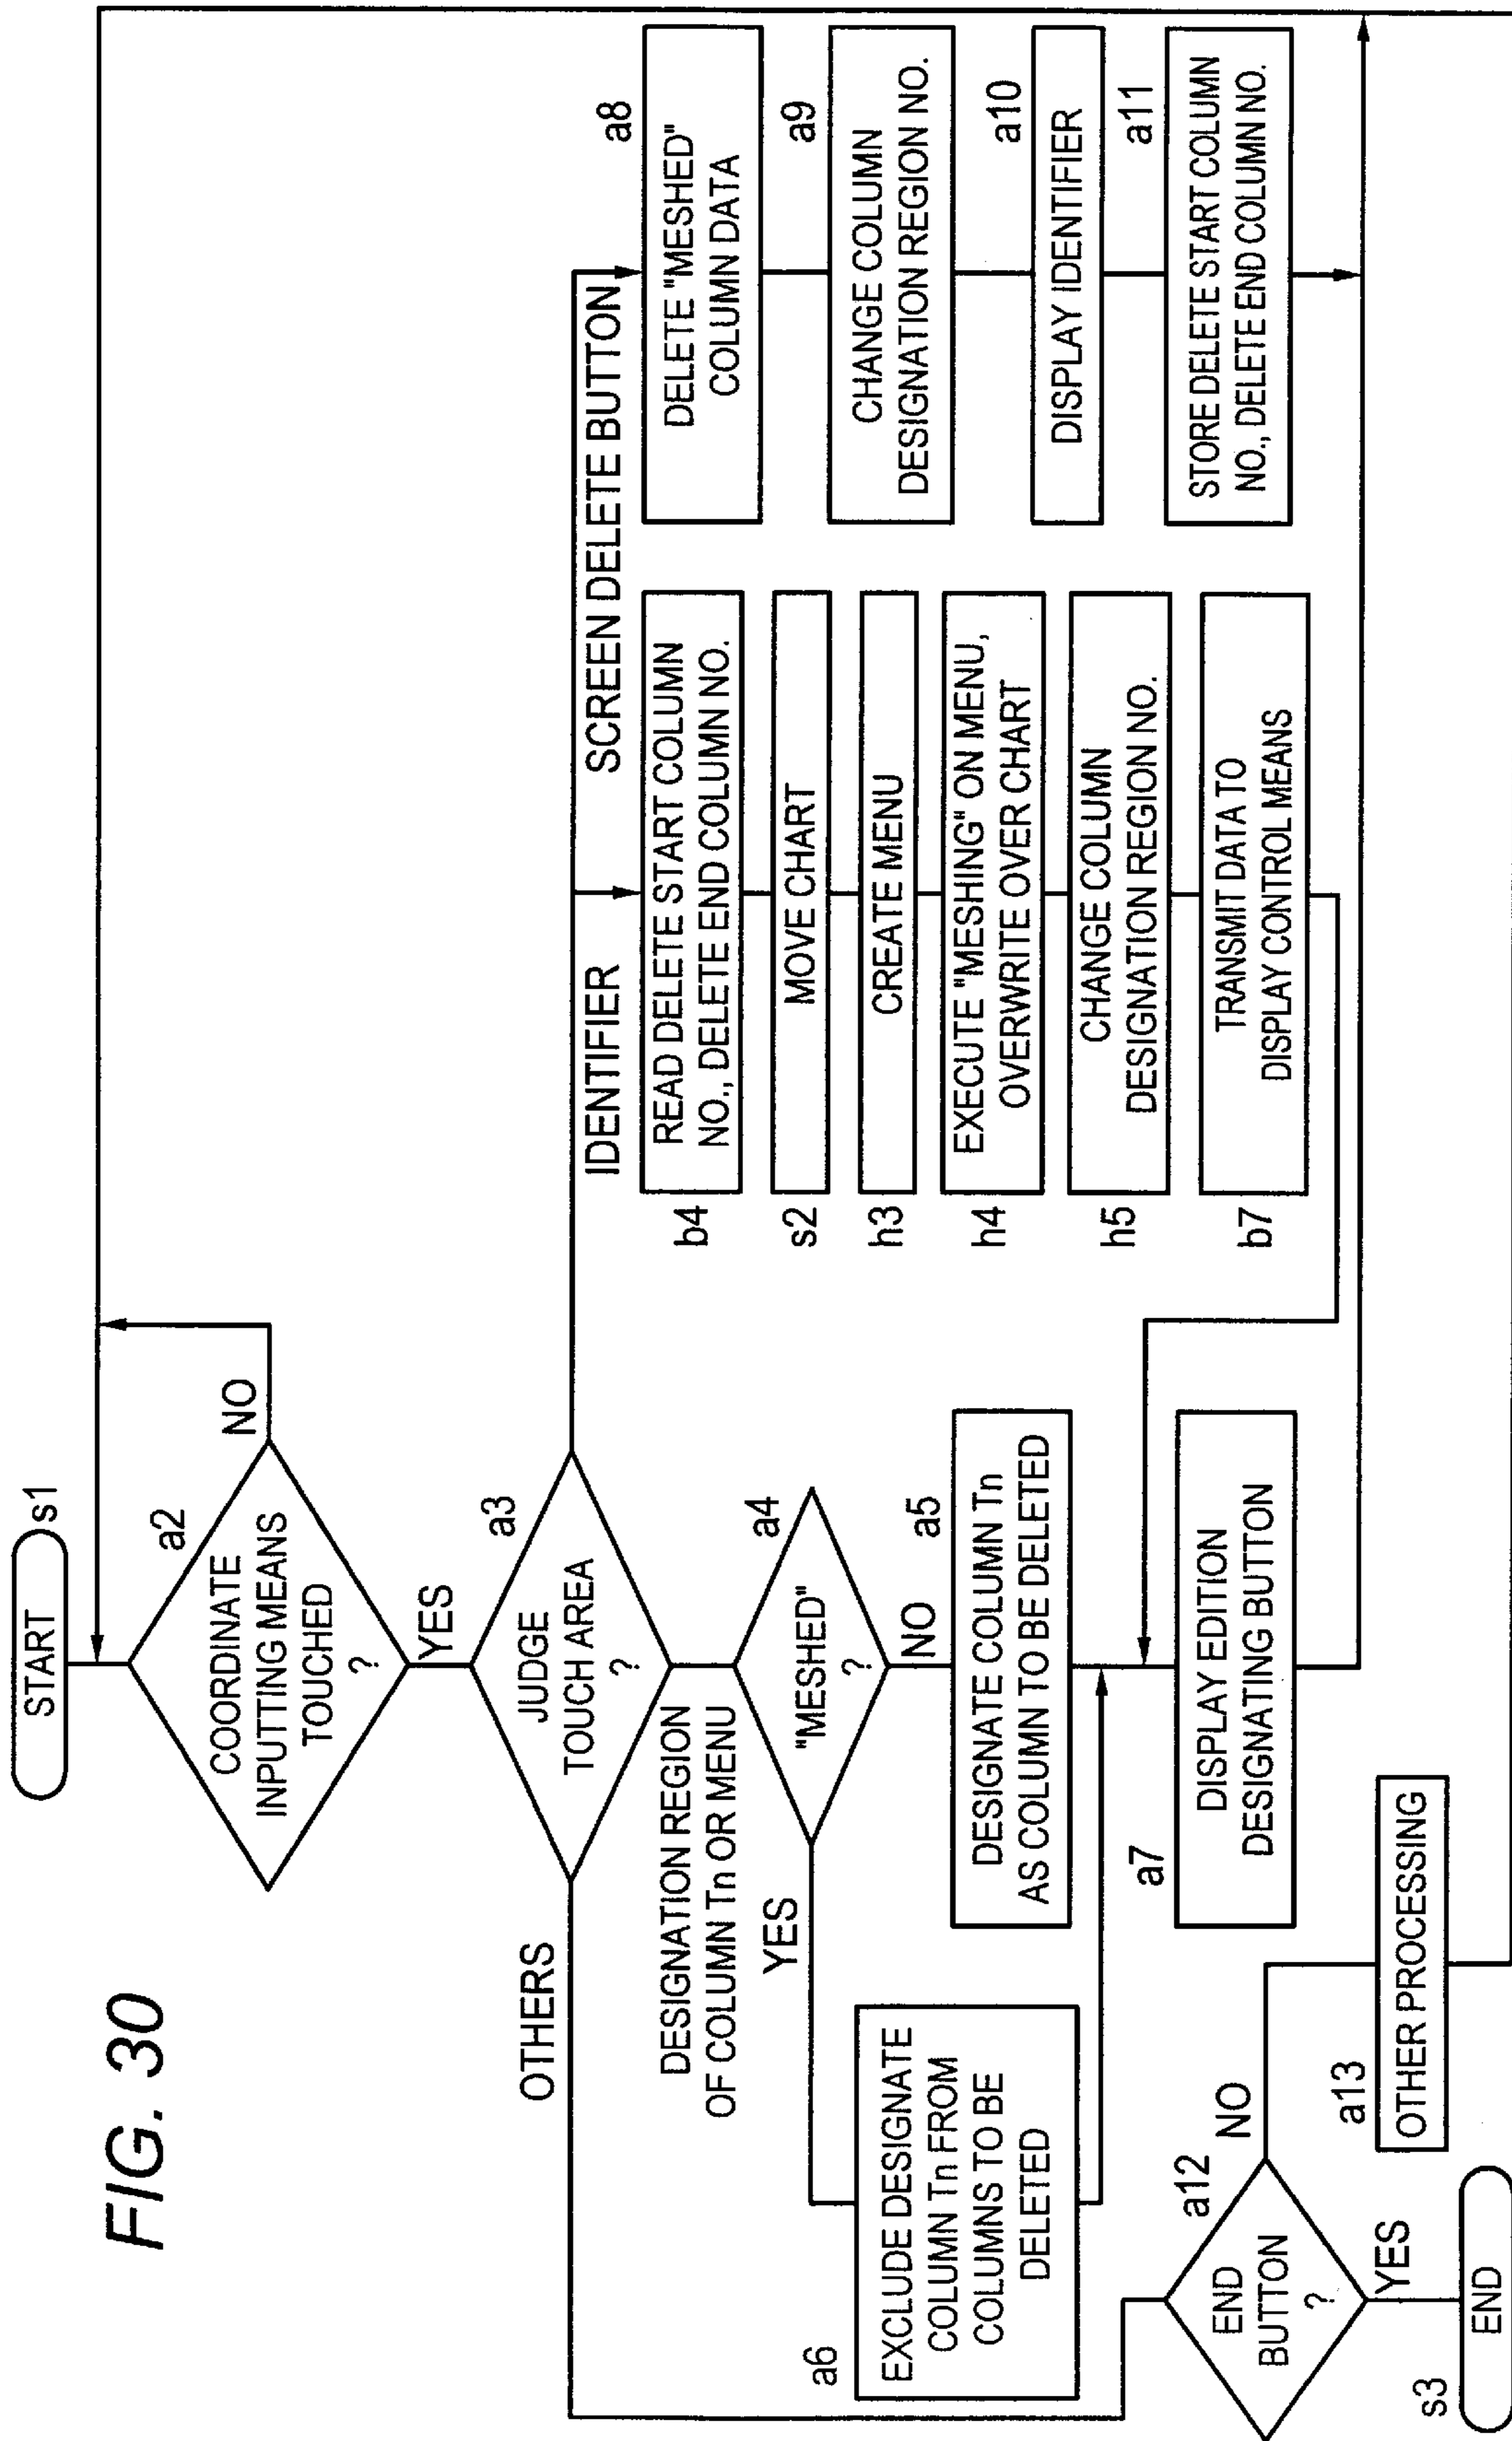 FIG. 30
START
s1
a2
COORDINATE
INPUTTING MEANS
TOUCHED
?
NO
YES
a3
JUDGE
TOUCH AREA
?
OTHERS
IDENTIFIER
SCREEN DELETE BUTTON
DESIGNATION REGION
OF COLUMN Tn OR MENU
a4
"MESHED"
?
YES
NO
a5
DESIGNATE COLUMN Tn
AS COLUMN TO BE DELETED
a6
EXCLUDE DESIGNATE
COLUMN Tn FROM
COLUMNS TO BE
DELETED
a7
DISPLAY EDITION
DESIGNATING BUTTON
b4
READ DELETE START COLUMN
NO., DELETE END COLUMN NO.
s2
MOVE CHART
h3
CREATE MENU
h4
EXECUTE "MESHING" ON MENU,
OVERWRITE OVER CHART
h5
CHANGE COLUMN
DESIGNATION REGION NO.
b7
TRANSMIT DATA TO
DISPLAY CONTROL MEANS
a8
DELETE "MESHED"
COLUMN DATA
a9
CHANGE COLUMN
DESIGNATION REGION NO.
a10
DISPLAY IDENTIFIER
a11
STORE DELETE START COLUMN
NO., DELETE END COLUMN NO.
a12
END
BUTTON
?
NO
YES
a13
OTHER PROCESSING
s3
END